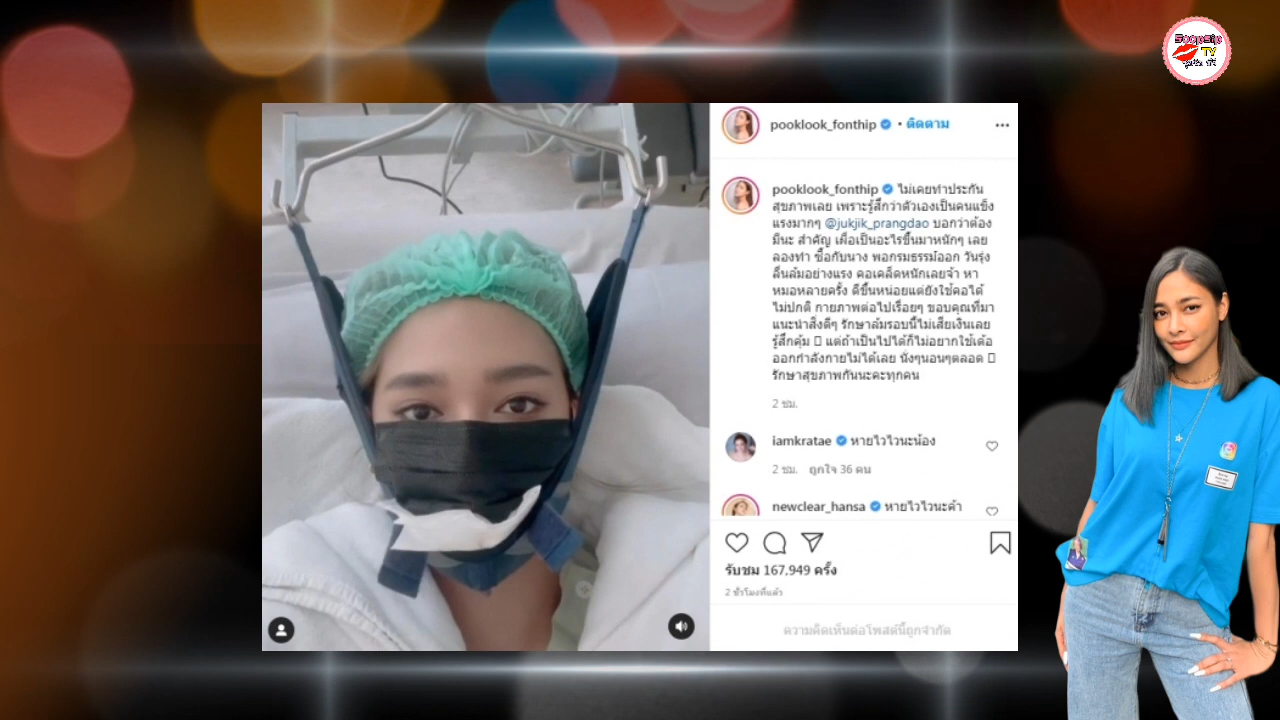 Soopsip
TV
ซุบซิบ ทีวี
pooklook_fonthip • ติดตาม
pooklook_fonthip ไม่เคยทำประกัน
สุขภาพเลย เพราะรู้สึกว่าตัวเองเป็นคนแข็ง
แรงมากๆ @jukjik_prangdao บอกว่าต้อง
มีนะ สำคัญ เผื่อเป็นอะไรขึ้นมาหนักๆ เลย
ลองทำ ซื้อกับนาง พอกรมธรรม์ออก วันรุ่ง
ลื่นล้มอย่างแรง คอเคล็ดหนักเลยจ้า หา
หมอหลายครั้ง ดีขึ้นหน่อยแต่ยังใช้คอได้
ไม่ปกติ กายภาพต่อไปเรื่อยๆ ขอบคุณที่มา
แนะนำสิ่งดีๆ รักษาล้มรอบนี้ไม่เสียเงินเลย
รู้สึกคุ้ม แต่ถ้าเป็นไปได้ก็ไม่อยากใช้เด้อ
ออกกำลังกายไม่ได้เลย นั่งๆนอนๆตลอด
รักษาสุขภาพกันนะคะทุกคน
2 ชม.
iamkratae หายไวไวนะน้อง
2 ชม. ถูกใจ 36 คน
newclear_hansa หายไวไวนะค้า
รับชม 167,949 ครั้ง
2 ชั่วโมงที่แล้ว
ความคิดเห็นต่อโพสต์นี้ถูกจำกัด